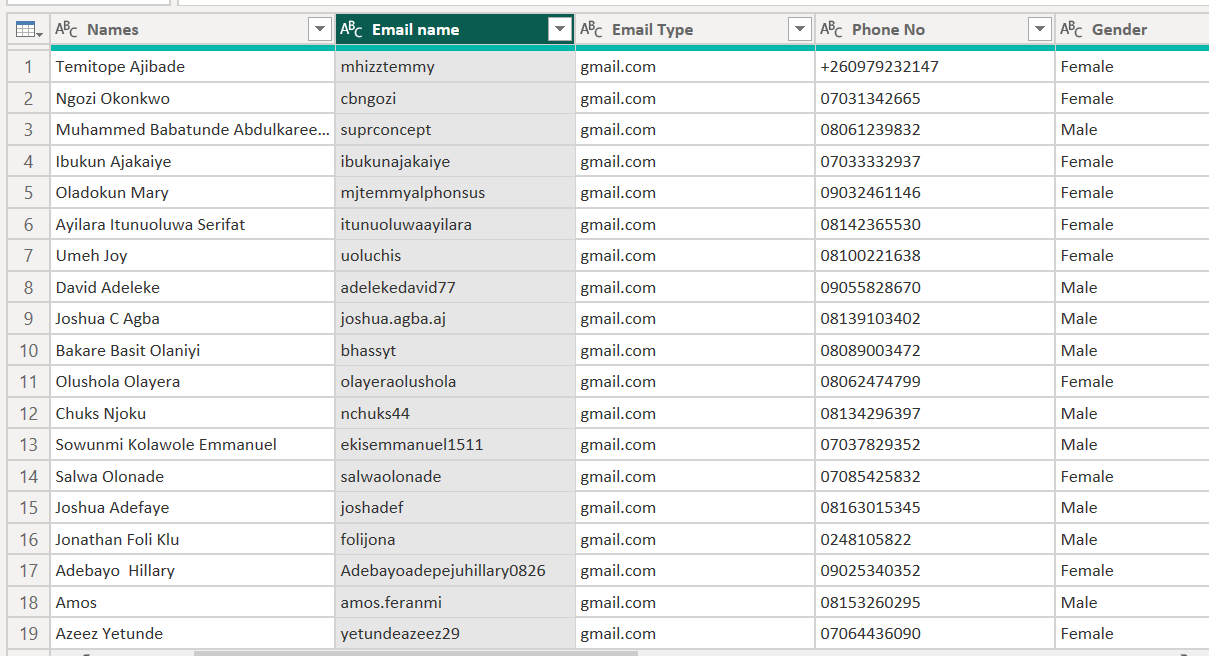 ABC Names ABC Email name ABC Email Type ABC Phone No ABC Gender
1 Temitope Ajibade mhizztemmy gmail.com +260979232147 Female
2 Ngozi Okonkwo cbngozi gmail.com 07031342665 Female
3 Muhammed Babatunde Abdulkaree... suprconcept gmail.com 08061239832 Male
4 Ibukun Ajakaiye ibukunajakaiye gmail.com 07033332937 Female
5 Oladokun Mary mjtemmyalphonsus gmail.com 09032461146 Female
6 Ayilara Itunuoluwa Serifat itunuoluwaayilara gmail.com 08142365530 Female
7 Umeh Joy uoluchis gmail.com 08100221638 Female
8 David Adeleke adelekedavid77 gmail.com 09055828670 Male
9 Joshua C Agba joshua.agba.aj gmail.com 08139103402 Male
10 Bakare Basit Olaniyi bhassyt gmail.com 08089003472 Male
11 Olushola Olayera olayeraolushola gmail.com 08062474799 Female
12 Chuks Njoku nchuks44 gmail.com 08134296397 Male
13 Sowunmi Kolawole Emmanuel ekisemmanuel1511 gmail.com 07037829352 Male
14 Salwa Olonade salwaolonade gmail.com 07085425832 Female
15 Joshua Adefaye joshadef gmail.com 08163015345 Male
16 Jonathan Foli Klu folijona gmail.com 0248105822 Male
17 Adebayo  Hillary Adebayoadepejuhillary0826 gmail.com 09025340352 Female
18 Amos amos.feranmi gmail.com 08153260295 Male
19 Azeez Yetunde yetundeazeez29 gmail.com 07064436090 Female